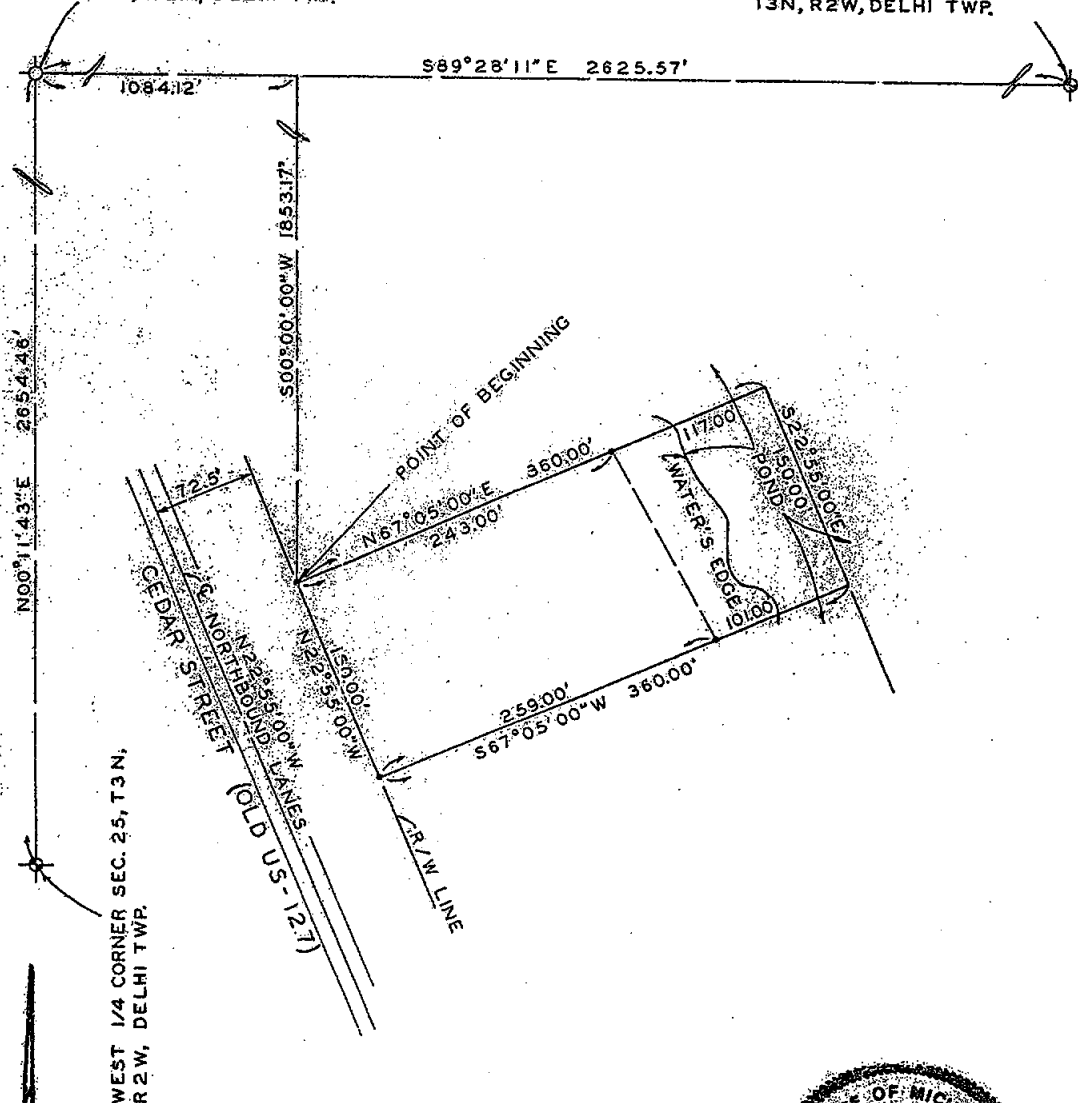 T3N, R2W, DELHI TWP.
S89°28'11"E 2625.57'
1084.12'
S00°00'00"W 1853.17'
N00°11'43"E 2654.46'
POINT OF BEGINNING
72.5'
N67°05'00"E 360.00'
243.00'
117.00'
S22°55'00"E
150.00'
POND
WATER'S EDGE
101.00'
259.00'
S67°05'00"W 360.00'
150.00'
N22°55'00"W
N22°55'00"W
℄ NORTHBOUND LANES
CEDAR STREET (OLD US-127)
R/W LINE
WEST 1/4 CORNER SEC. 25, T3N,
R2W, DELHI TWP.
OF MIC